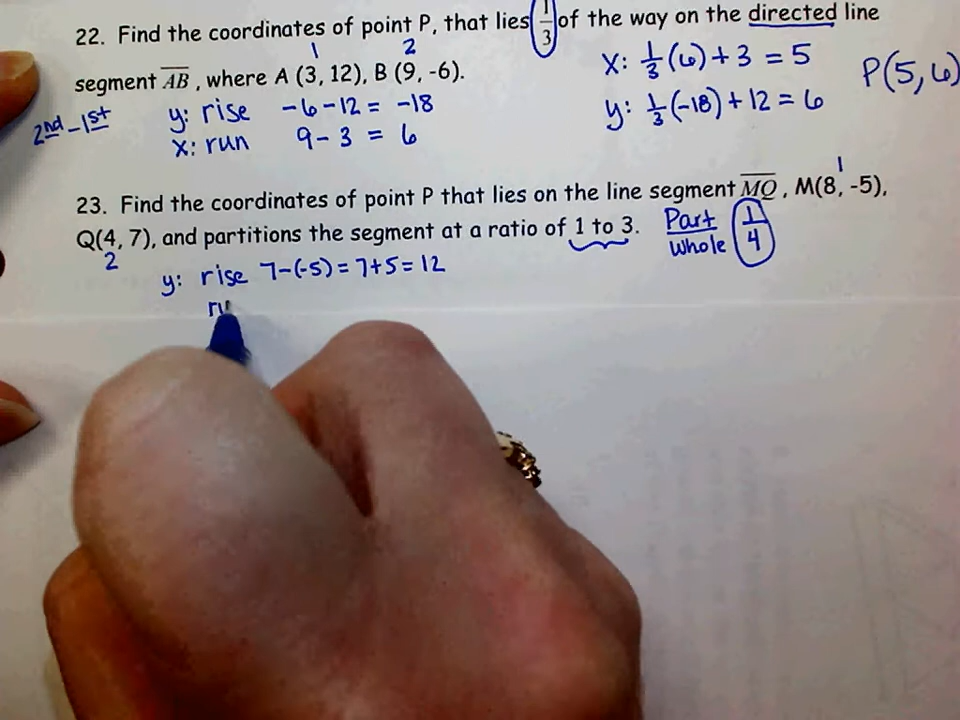 22. Find the coordinates of point P, that lies 1/3 of the way on the directed line
1 2
segment AB, where A (3, 12), B (9, -6).
2nd - 1st
y: rise -6 - 12 = -18
x: run 9 - 3 = 6
x: 1/3 (6) + 3 = 5
y: 1/3 (-18) + 12 = 6
P(5, 6)
1
23. Find the coordinates of point P that lies on the line segment MQ, M(8, -5),
Q(4, 7), and partitions the segment at a ratio of 1 to 3. Part/Whole 1/4
2
y: rise 7-(-5) = 7+5 = 12
ru